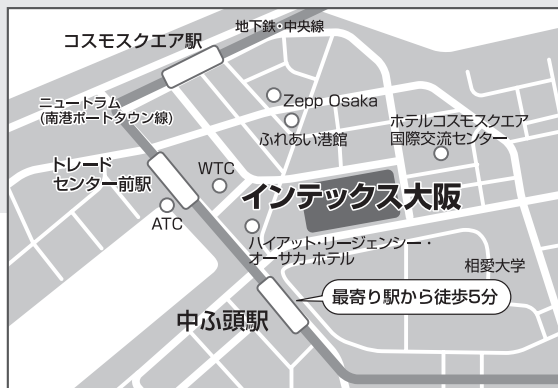 地下鉄・中央線
コスモスクエア駅
Zepp Osaka
ニュートラム
(南港ポートタウン線)
ふれあい港館
ホテルコスモスクエア
国際交流センター
トレード
センター前駅
WTC
インテックス大阪
ATC
ハイアット・リージェンシー・
オーサカ ホテル
相愛大学
最寄り駅から徒歩5分
中ふ頭駅